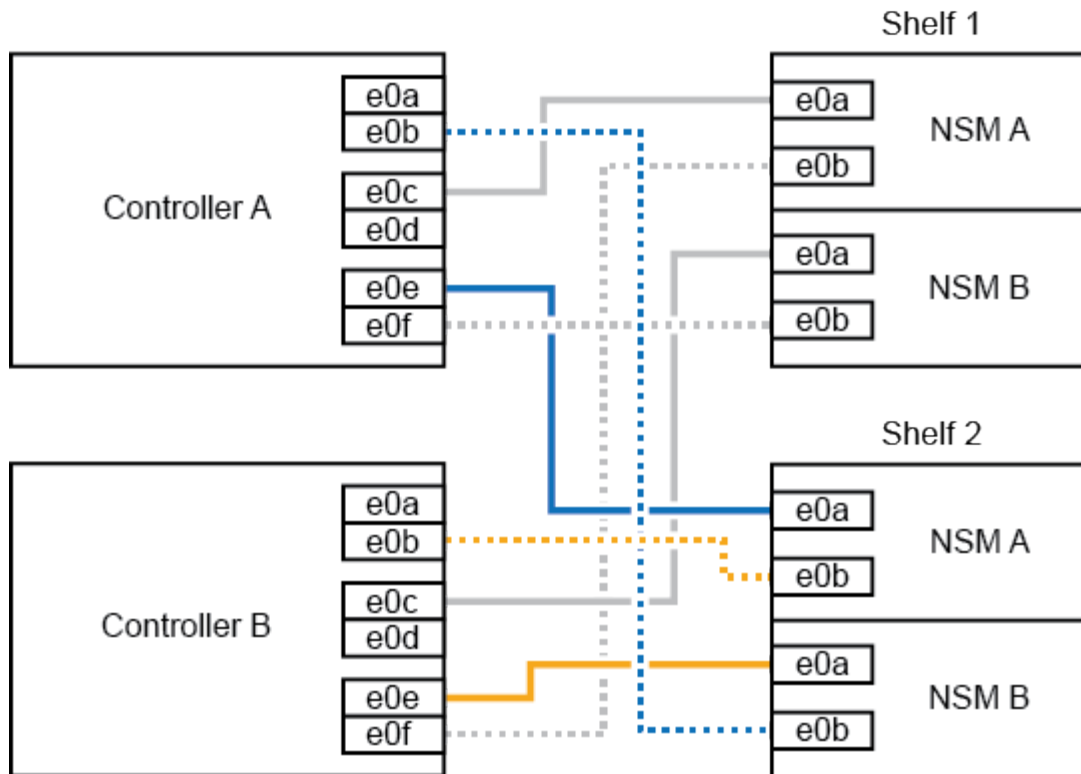 Shelf 1
Controller A
e0a
e0b
e0c
e0d
e0e
e0f
e0a
NSM A
e0b
e0a
NSM B
e0b
Shelf 2
Controller B
e0a
e0b
e0c
e0d
e0e
e0f
e0a
NSM A
e0b
e0a
NSM B
e0b